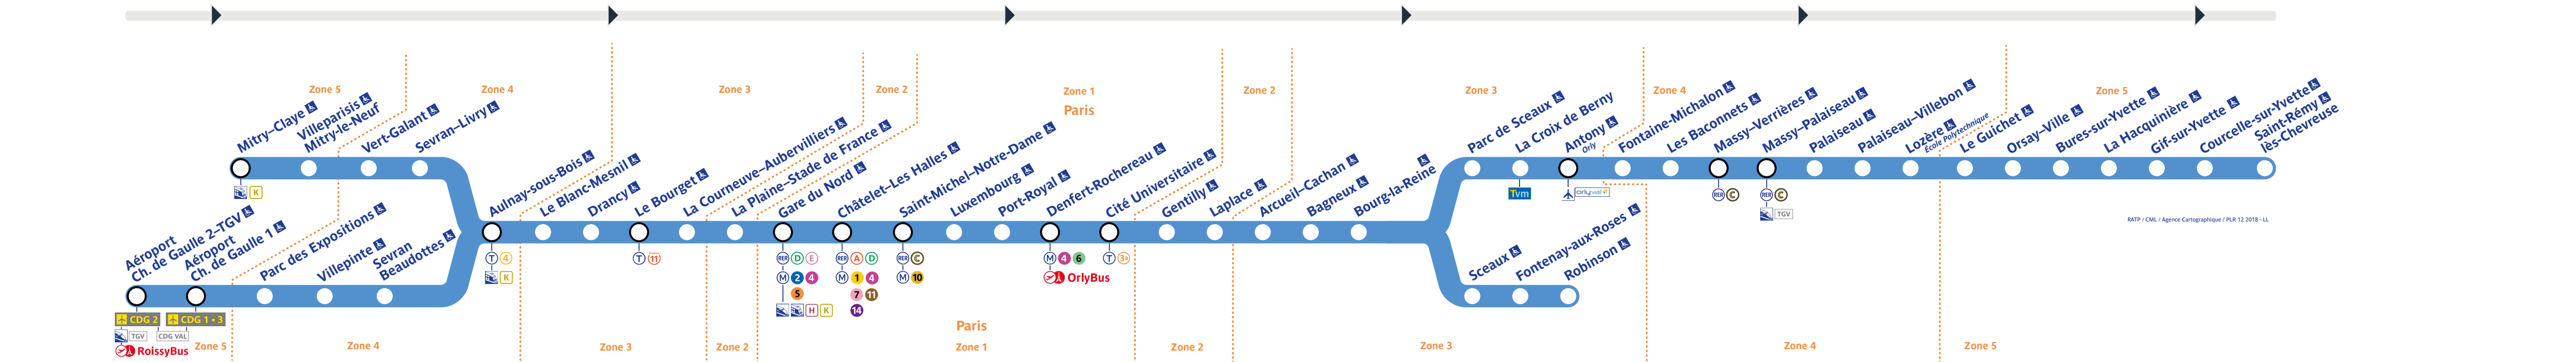 Zone 5
Zone 4
Zone 3
Zone 2
Zone 1
Paris
Zone 2
Zone 3
Zone 4
Zone 5
Mitry–Claye
Villeparisis
Mitry-le-Neuf
Vert-Galant
Sevran–Livry
K
Aéroport
Ch. de Gaulle 2–TGV
Aéroport
Ch. de Gaulle 1
Parc des Expositions
Villepinte
Sevran
Beaudottes
CDG 2
CDG 1 • 3
TGV
CDG VAL
RoissyBus
Aulnay-sous-Bois
T 4
K
Le Blanc-Mesnil
Drancy
Le Bourget
T 11
La Courneuve–Aubervilliers
La Plaine–Stade de France
Gare du Nord
RER D E
M 2 4
5
H K
Châtelet–Les Halles
RER A D
M 1 4
7 11
14
Saint-Michel–Notre-Dame
RER C
M 10
Luxembourg
Port-Royal
Denfert-Rochereau
M 4 6
OrlyBus
Cité Universitaire
T 3a
Gentilly
Laplace
Arcueil–Cachan
Bagneux
Bourg-la-Reine
Parc de Sceaux
La Croix de Berny
Tvm
Antony
Orly
orlyval
Fontaine-Michalon
Les Baconnets
Massy–Verrières
RER C
Massy–Palaiseau
RER C
TGV
Palaiseau
Palaiseau–Villebon
Lozère
École Polytechnique
Le Guichet
Orsay–Ville
Bures-sur-Yvette
La Hacquinière
Gif-sur-Yvette
Courcelle-sur-Yvette
Saint-Rémy
lès-Chevreuse
Sceaux
Fontenay-aux-Roses
Robinson
RATP / CML / Agence Cartographique / PLR 12 2018 - LL
Zone 5
Zone 4
Zone 3
Zone 2
Paris
Zone 1
Zone 2
Zone 3
Zone 4
Zone 5